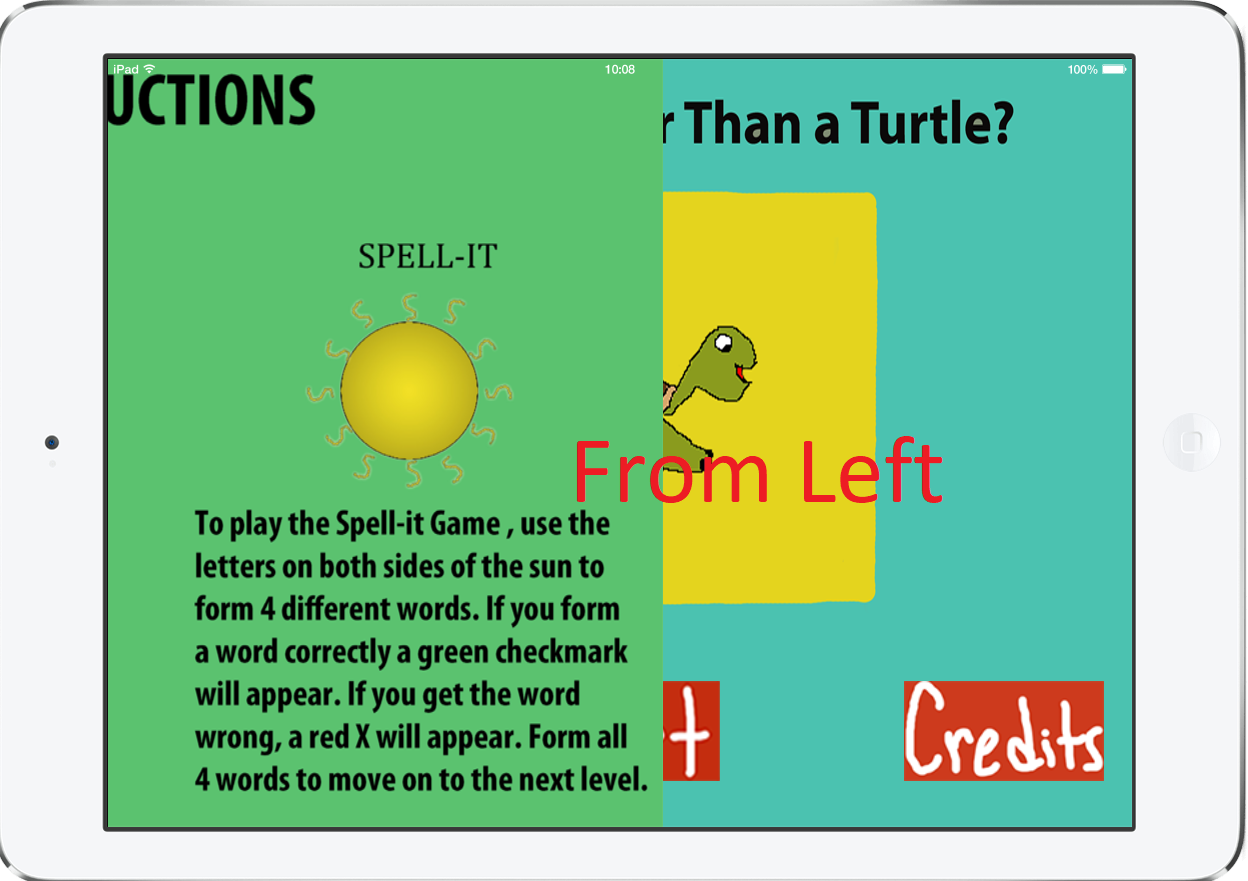 iPad 10:08 100%
UCTIONS
r Than a Turtle?
SPELL-IT
From Left
To play the Spell-it Game , use the
letters on both sides of the sun to
form 4 different words. If you form
a word correctly a green checkmark
will appear. If you get the word
wrong, a red X will appear. Form all
4 words to move on to the next level.
t
Credits